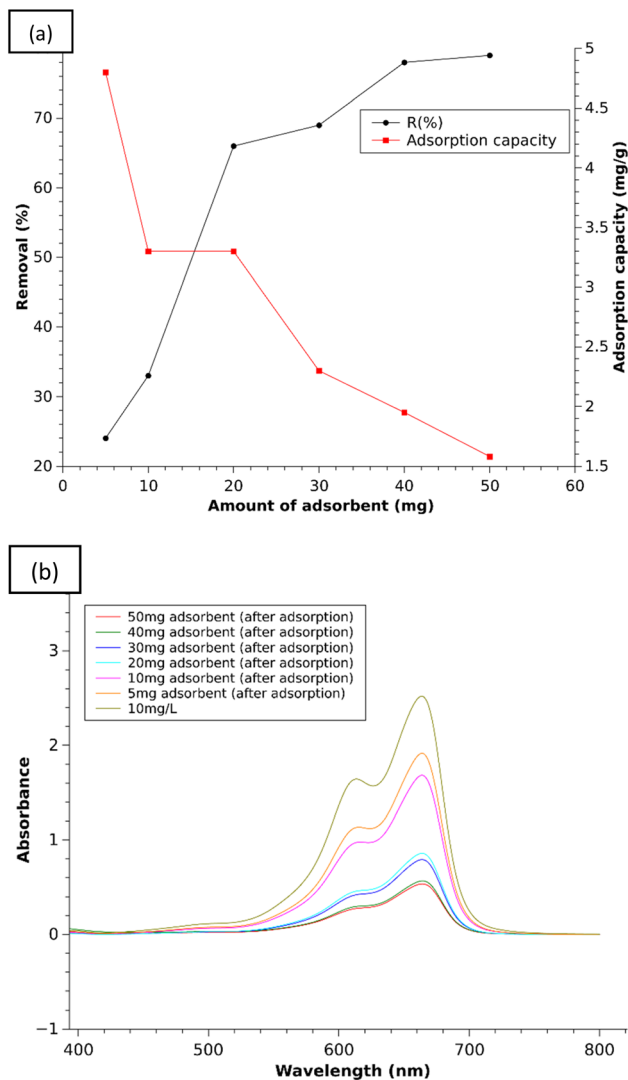 (a)
70
60
50
40
30
20
Removal (%)
0
10
20
30
40
50
60
Amount of adsorbent (mg)
5
4.5
4
3.5
3
2.5
2
1.5
Adsorption capacity (mg/g)
R(%)
Adsorption capacity
(b)
50mg adsorbent (after adsorption)
40mg adsorbent (after adsorption)
30mg adsorbent (after adsorption)
20mg adsorbent (after adsorption)
10mg adsorbent (after adsorption)
5mg adsorbent (after adsorption)
10mg/L
3
2
1
0
−1
Absorbance
400
500
600
700
800
Wavelength (nm)